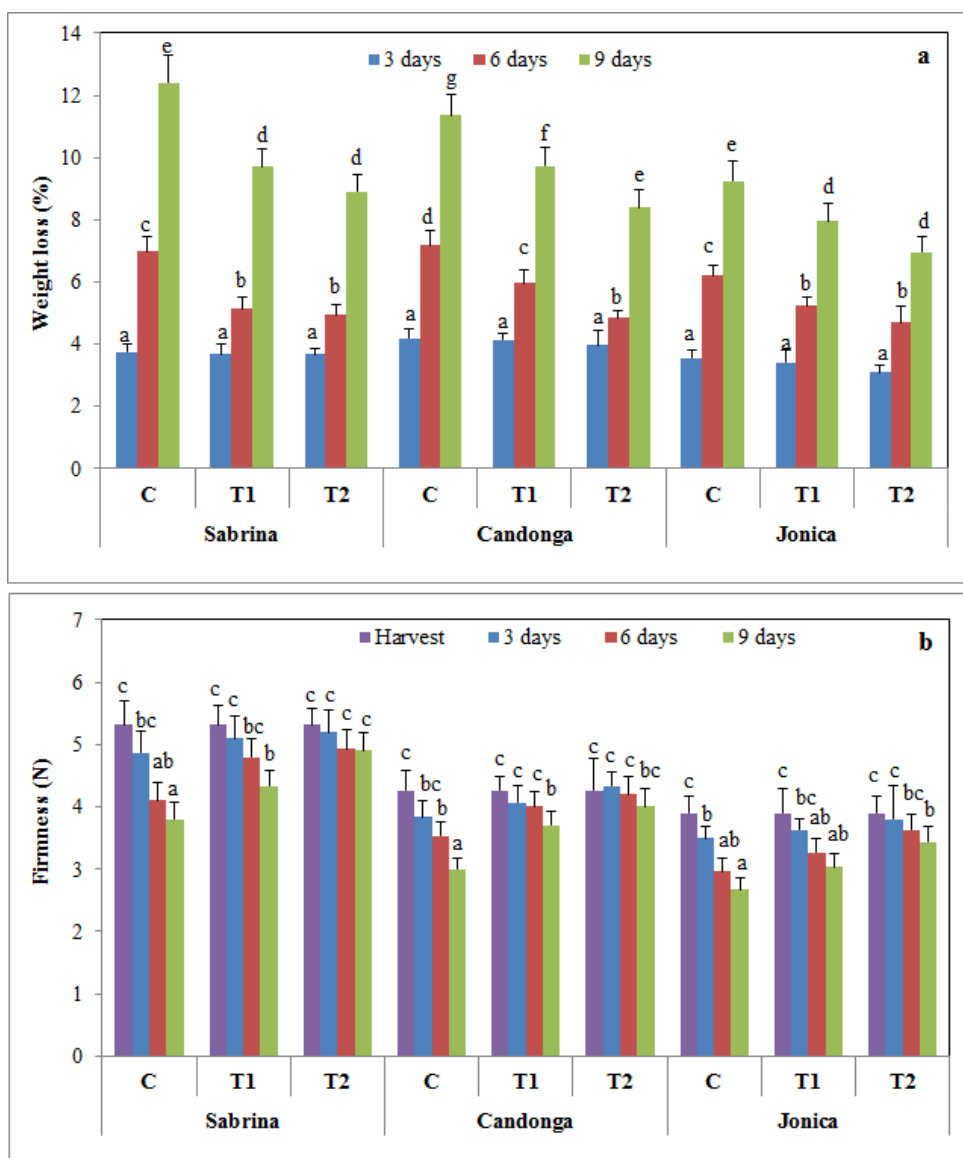 a
3 days 6 days 9 days
Weight loss (%)
14
12
10
8
6
4
2
0
a c e a b d a b d a d g a c f a b e a c e a b d a b d
C T1 T2 C T1 T2 C T1 T2
Sabrina Candonga Jonica
b
Harvest 3 days 6 days 9 days
Firmness (N)
7
6
5
4
3
2
1
0
c bc ab a c c bc b c c c c c bc b a c c c b c c c bc c b ab a c bc ab ab c c bc b
C T1 T2 C T1 T2 C T1 T2
Sabrina Candonga Jonica